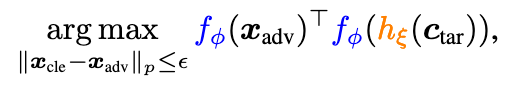 arg max f_ϕ(x_adv)^⊤ f_ϕ(h_ξ(c_tar)),
‖x_cle−x_adv‖_p≤ϵ